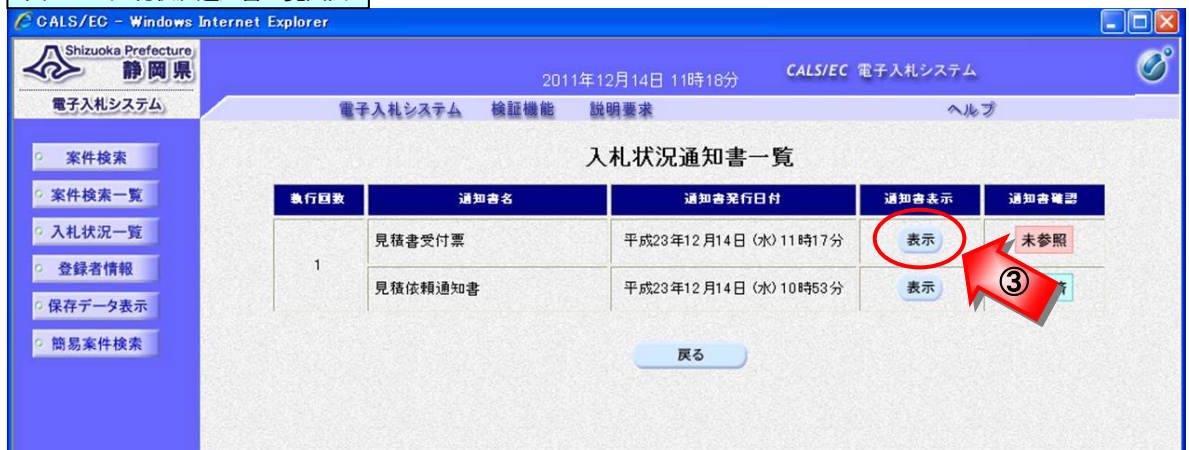 CALS/EC - Windows Internet Explorer
Shizuoka Prefecture
静岡県
電子入札システム
2011年12月14日 11時18分
CALS/EC 電子入札システム
電子入札システム 検証機能 説明要求 ヘルプ
案件検索
案件検索一覧
入札状況一覧
登録者情報
保存データ表示
簡易案件検索
入札状況通知書一覧
執行回数 通知書名 通知書発行日付 通知書表示 通知書確認
1
見積書受付票 平成23年12月14日 (水) 11時17分 表示 未参照
見積依頼通知書 平成23年12月14日 (水) 10時53分 表示
③
戻る